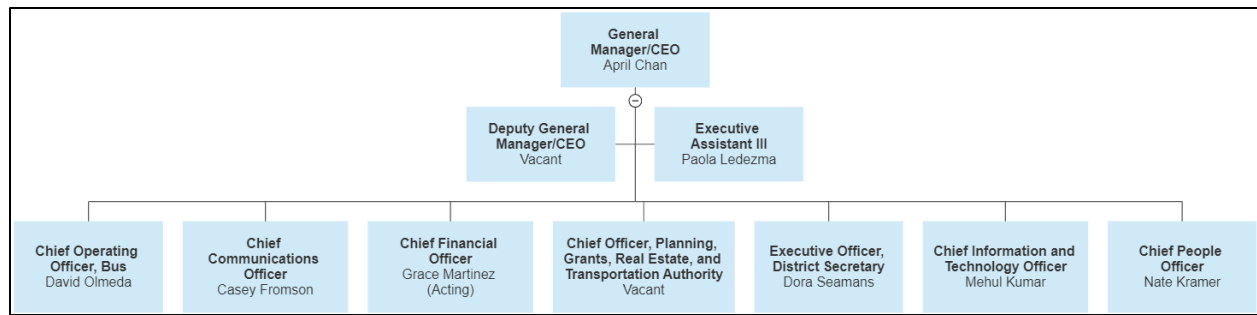 General
Manager/CEO
April Chan
Deputy General
Manager/CEO
Vacant
Executive
Assistant III
Paola Ledezma
Chief Operating
Officer, Bus
David Olmeda
Chief
Communications
Officer
Casey Fromson
Chief Financial
Officer
Grace Martinez
(Acting)
Chief Officer, Planning,
Grants, Real Estate, and
Transportation Authority
Vacant
Executive Officer,
District Secretary
Dora Seamans
Chief Information and
Technology Officer
Mehul Kumar
Chief People
Officer
Nate Kramer